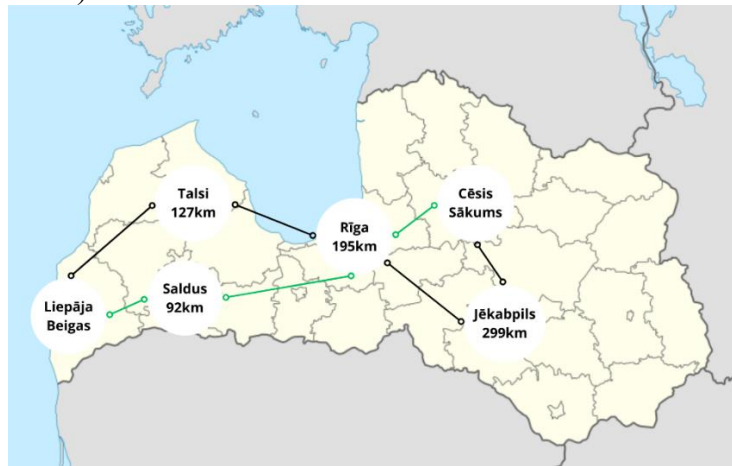 )
Talsi
127km
Cēsis
Sākums
Rīga
195km
Saldus
92km
Liepāja
Beigas
Jēkabpils
299km